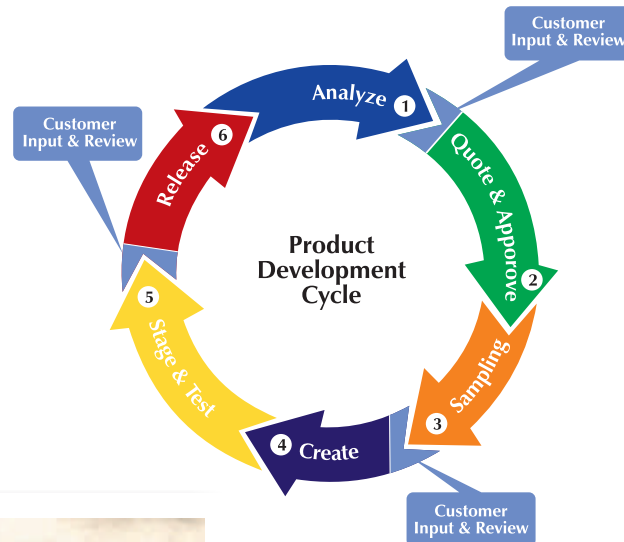 Customer
Input & Review
Analyze 1
Customer
Input & Review
6
Release
Quote & Apporove
2
Product
Development
Cycle
5
Stage & Test
Sampling
3
4 Create
Customer
Input & Review